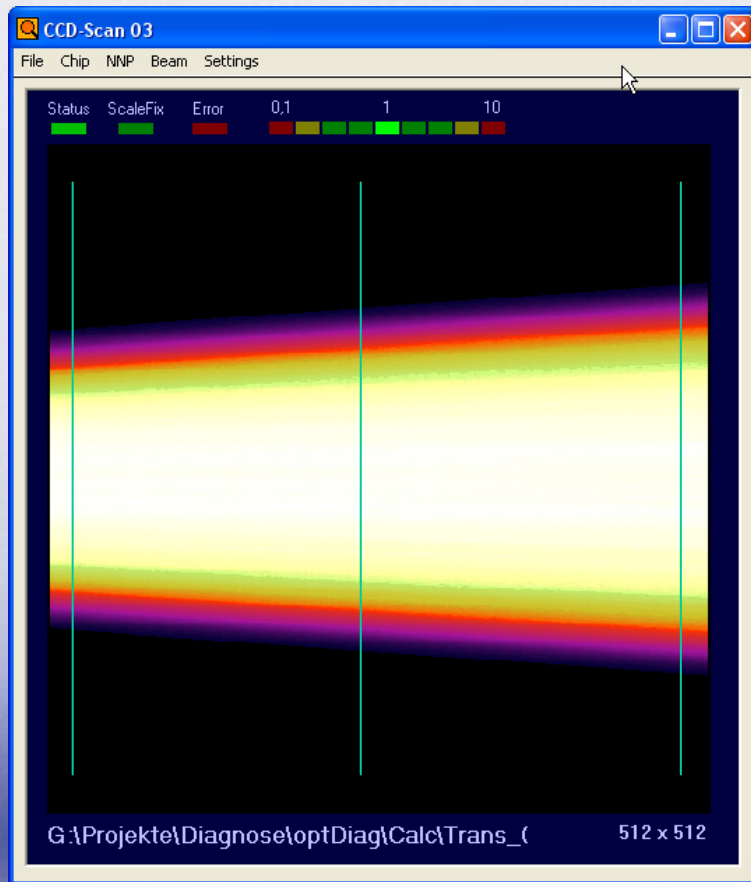 CCD-Scan 03
File Chip NNP Beam Settings
Status ScaleFix Error 0,1 1 10
G:\Projekte\Diagnose\optDiag\Calc\Trans_( 512 x 512